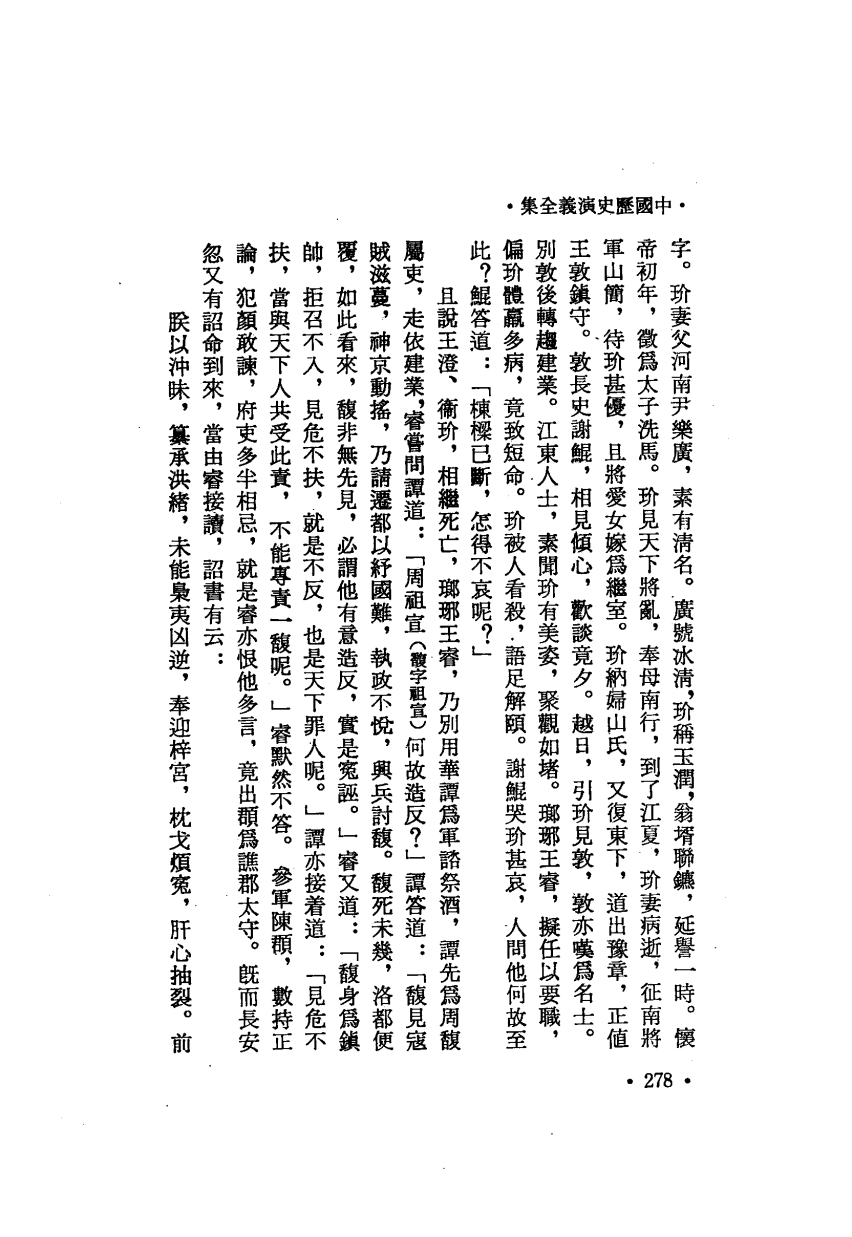 •中國歷史演義全集•
字。玠妻父河南尹樂廣，素有清名。廣號冰清，玠稱玉潤，翁壻聯鑣，延譽一時。懷
帝初年，徵爲太子洗馬。玠見天下將亂，奉母南行，到了江夏，玠妻病逝，征南將
軍山簡，待玠甚優，且將愛女嫁爲繼室。玠納婦山氏，又復東下，道出豫章，正值
王敦鎮守。敦長史謝鯤，相見傾心，歡談竟夕。越日，引玠見敦，敦亦嘆爲名士。
別敦後轉趨建業。江東人士，素聞玠有美姿，聚觀如堵。瑯琊王睿，擬任以要職，
偏玠體羸多病，竟致短命。玠被人看殺，語足解頤。謝鯤哭玠甚哀，人問他何故至
此？鯤答道：「棟樑已斷，怎得不哀呢？」
且說王澄、衞玠，相繼死亡，瑯琊王睿，乃別用華譚爲軍諮祭酒，譚先爲周馥
屬吏，走依建業，睿嘗問譚道：「周祖宣（馥字祖宣）何故造反？」譚答道：「馥見寇
賊滋蔓，神京動搖，乃請遷都以紓國難，執政不悅，興兵討馥。馥死未幾，洛都便
覆，如此看來，馥非無先見，必謂他有意造反，實是冤誣。」睿又道：「馥身爲鎮
帥，拒召不入，見危不扶，就是不反，也是天下罪人呢。」譚亦接着道：「見危不
扶，當與天下人共受此責，不能專責一馥呢。」睿默然不答。參軍陳頵，數持正
論，犯顏敢諫，府吏多半相忌，就是睿亦恨他多言，竟出頵爲譙郡太守。旣而長安
忽又有詔命到來，當由睿接讀，詔書有云：
朕以沖昧，纂承洪緒，未能梟夷凶逆，奉迎梓宮，枕戈煩冤，肝心抽裂。前
•278•